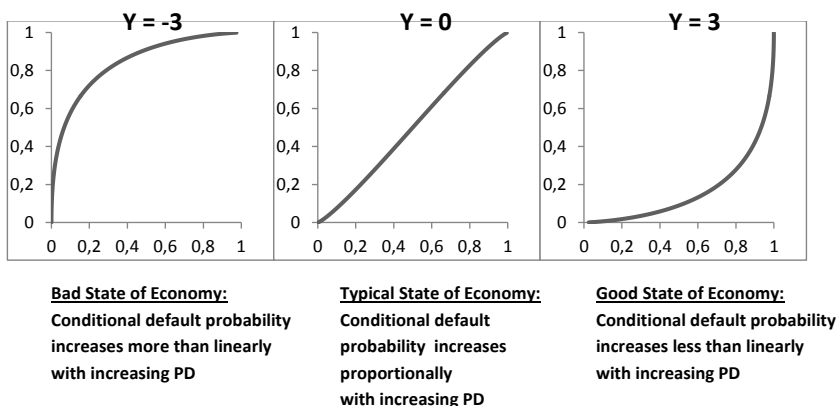 Y = -3
Y = 0
Y = 3
1
0,8
0,6
0,4
0,2
0
0 0,2 0,4 0,6 0,8 1
1
0,8
0,6
0,4
0,2
0
0 0,2 0,4 0,6 0,8 1
1
0,8
0,6
0,4
0,2
0
0 0,2 0,4 0,6 0,8 1
Bad State of Economy:
Conditional default probability
increases more than linearly
with increasing PD
Typical State of Economy:
Conditional default
probability increases
proportionally
with increasing PD
Good State of Economy:
Conditional default probability
increases less than linearly
with increasing PD